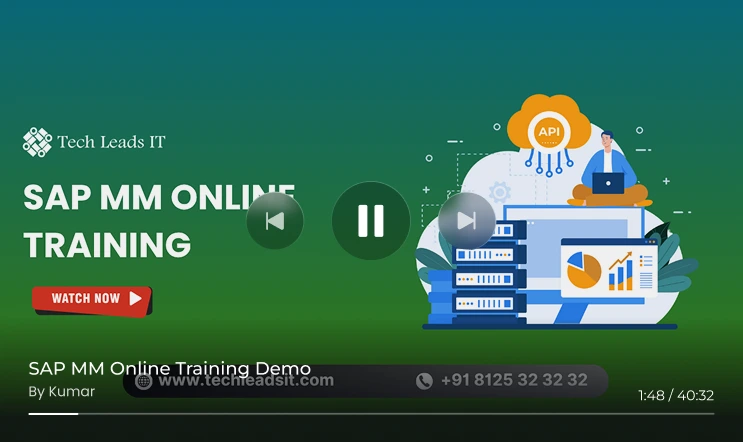 Tech Leads IT
API
SAP MM ONLINE
TRAINING
WATCH NOW
SAP MM Online Training Demo
www.techleadsit.com
+91 8125 32 32 32
By Kumar
1:48 / 40:32